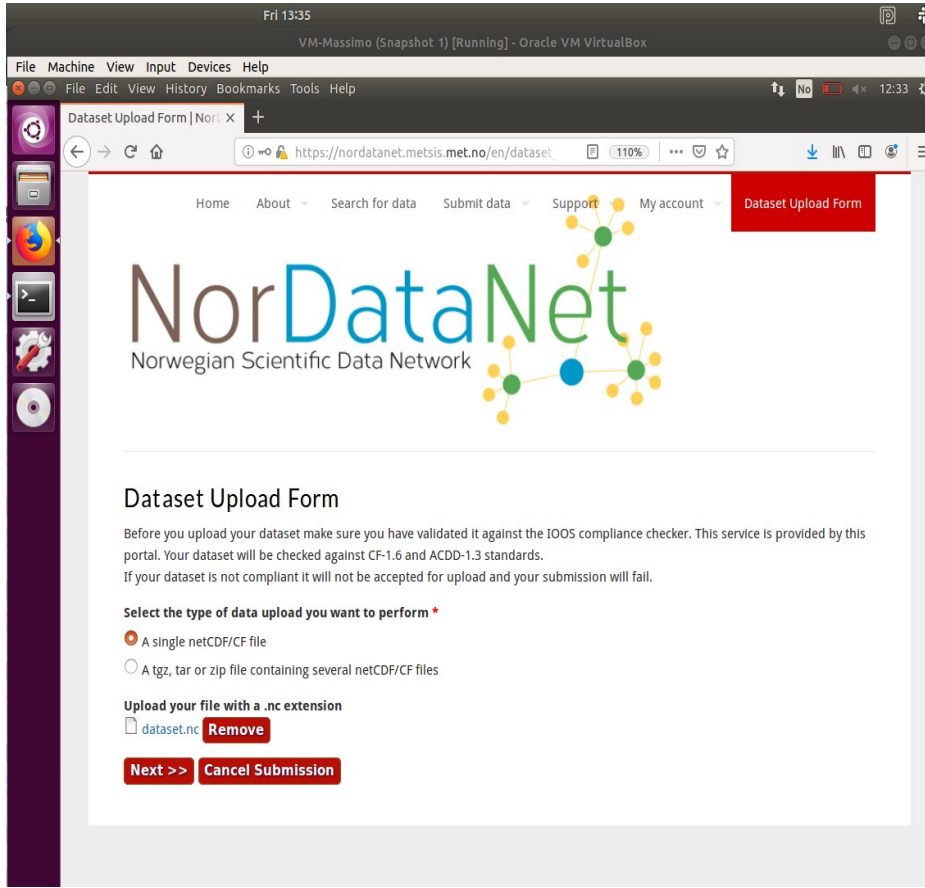 Fri 13:35
VM-Massimo (Snapshot 1) [Running] - Oracle VM VirtualBox
File Machine View Input Devices Help
File Edit View History Bookmarks Tools Help No 12:33
Dataset Upload Form | Nor
https://nordatanet.metsis.met.no/en/dataset_ 110%
Home About Search for data Submit data Support My account Dataset Upload Form
NorDataNet
Norwegian Scientific Data Network
Dataset Upload Form
Before you upload your dataset make sure you have validated it against the IOOS compliance checker. This service is provided by this
portal. Your dataset will be checked against CF-1.6 and ACDD-1.3 standards.
If your dataset is not compliant it will not be accepted for upload and your submission will fail.
Select the type of data upload you want to perform *
A single netCDF/CF file
A tgz, tar or zip file containing several netCDF/CF files
Upload your file with a .nc extension
dataset.nc Remove
Next >> Cancel Submission